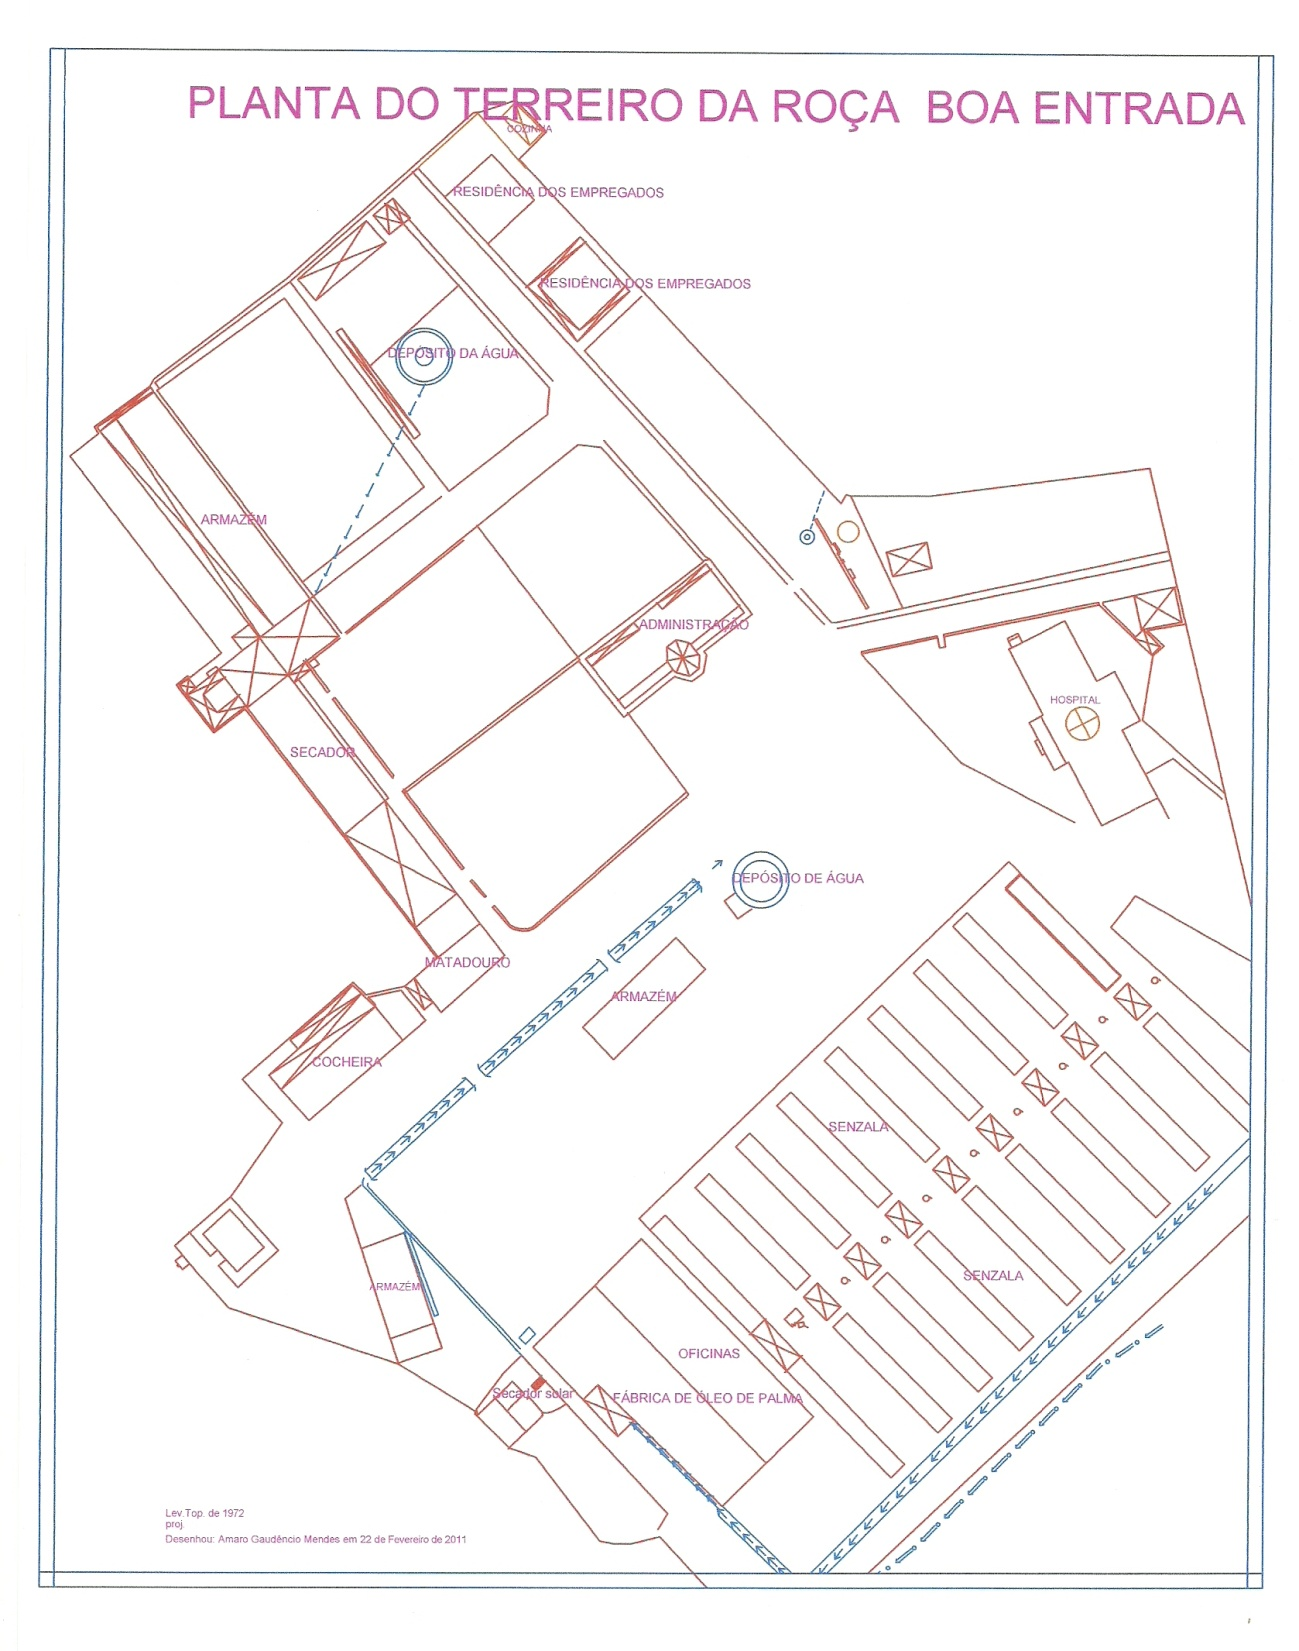 PLANTA DO TERREIRO DA ROÇA BOA ENTRADA
COZINHA
RESIDÊNCIA DOS EMPREGADOS
RESIDÊNCIA DOS EMPREGADOS
DEPÓSITO DA ÁGUA
ARMAZÉM
ADMINISTRAÇÃO
HOSPITAL
SECADOR
DEPÓSITO DE ÁGUA
MATADOURO
ARMAZÉM
COCHEIRA
SENZALA
SENZALA
ARMAZÉM
OFICINAS
Secador solar
FÁBRICA DE ÓLEO DE PALMA
Lev.Top. de 1972
proj.
Desenhou: Amaro Gaudêncio Mendes em 22 de Fevereiro de 2011